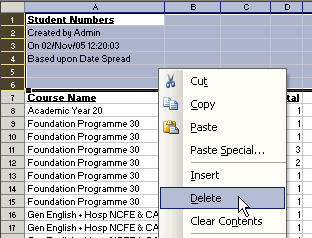 A B C D
1 Student Numbers
2 Created by Admin
3 On 02/Nov/05 12:20:03
4 Based upon Date Spread
5
6
7 Course Name tal
8 Academic Year 20 1
9 Foundation Programme 30 1
10 Foundation Programme 30 1
11 Foundation Programme 30 3
12 Foundation Programme 30 2
13 Foundation Programme 30 1
14 Foundation Programme 30 1
15 Foundation Programme 30 1
16 Gen English + Hosp NCFE & CA 1
17 Gen English + Hosp NCFE & CA 1
Cut
Copy
Paste
Paste Special...
Insert
Delete
Clear Contents